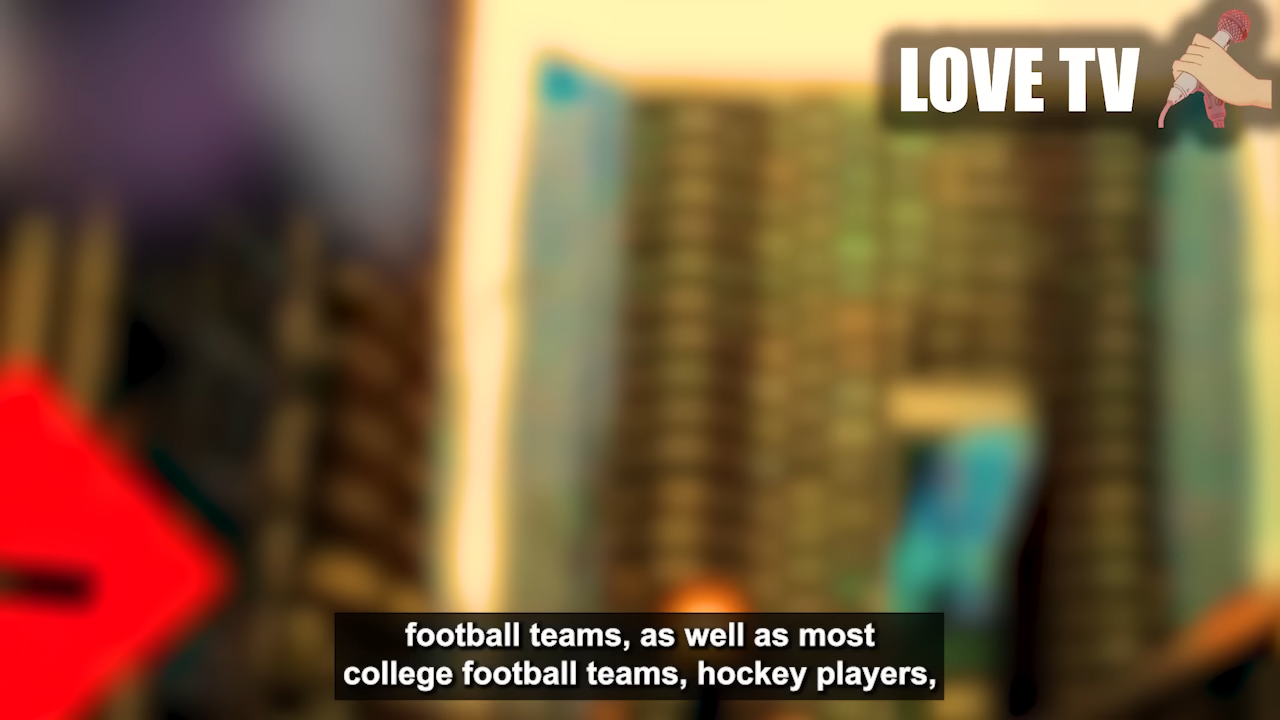 LOVE TV
football teams, as well as most
college football teams, hockey players,